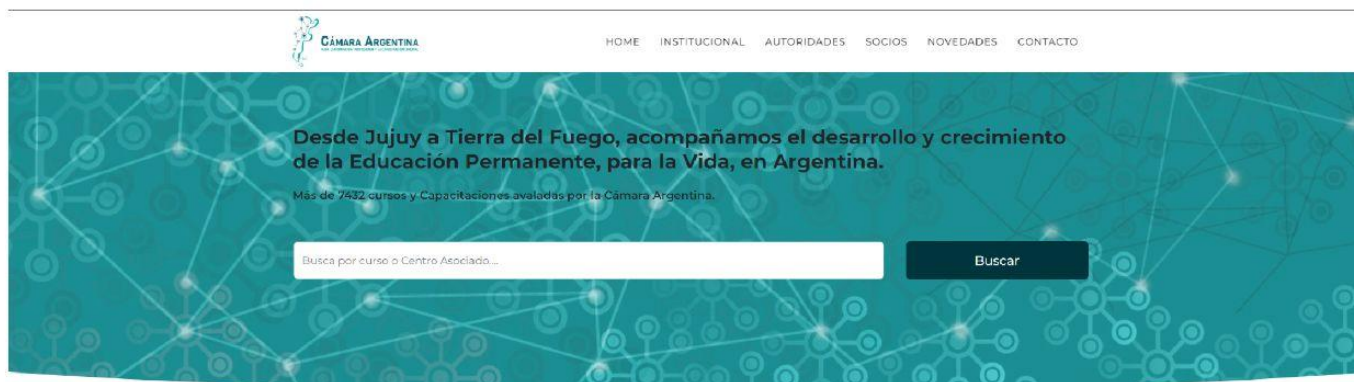 CÁMARA ARGENTINA
HOME INSTITUCIONAL AUTORIDADES SOCIOS NOVEDADES CONTACTO
Desde Jujuy a Tierra del Fuego, acompañamos el desarrollo y crecimiento
de la Educación Permanente, para la Vida, en Argentina.
Más de 7432 cursos y Capacitaciones avaladas por la Cámara Argentina.
Busca por curso o Centro Asociado...
Buscar